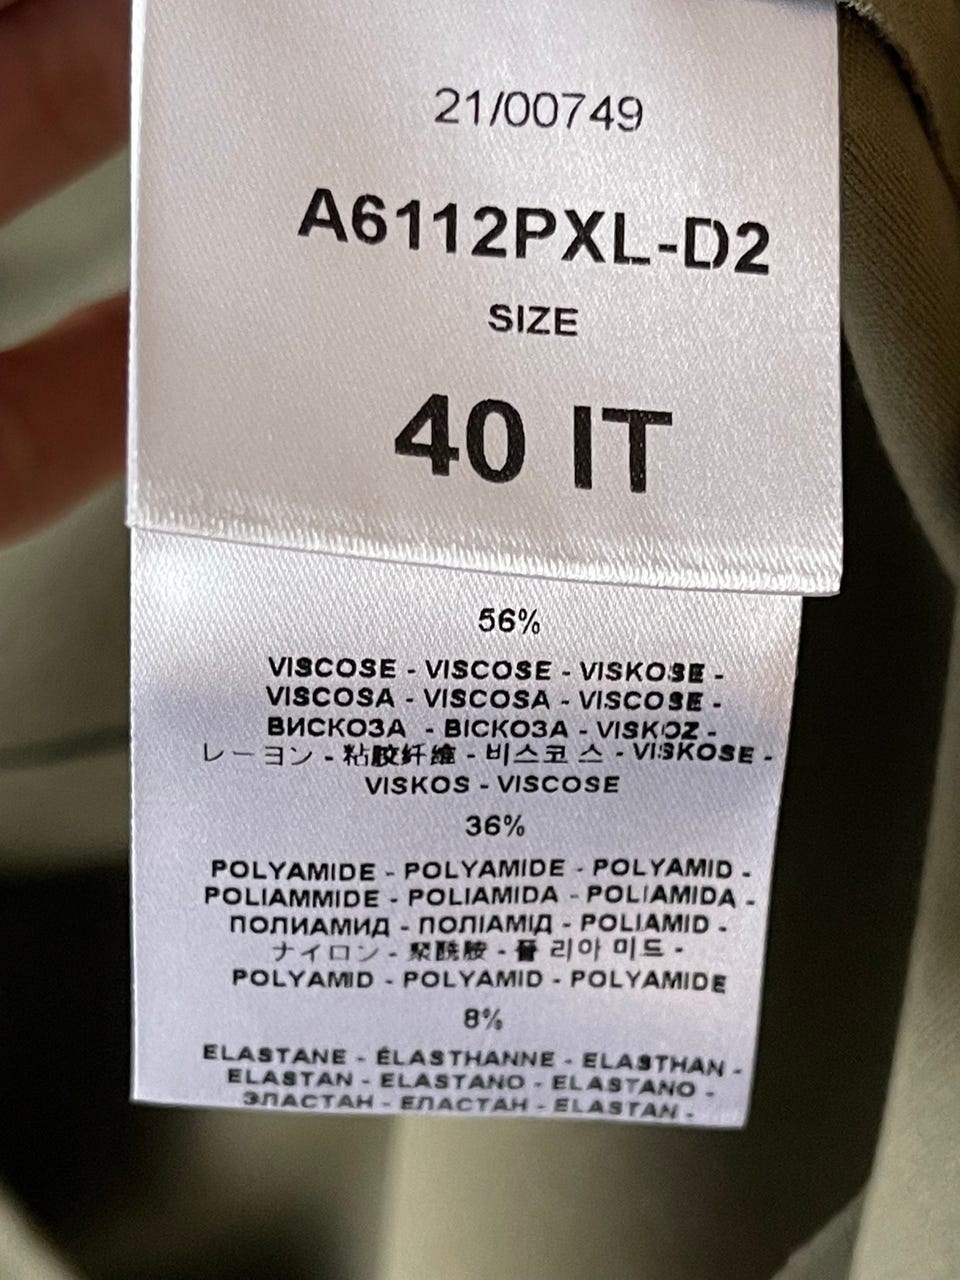 21/00749
A6112PXL-D2
SIZE
40 IT
56%
VISCOSE - VISCOSE - VISKOSE -
VISCOSA - VISCOSA - VISCOSE -
ВИСКОЗА - ВІСКОЗА - VISKOZ -
レーヨン - 粘胶纤维 - 비스코스 - VISKOSE -
VISKOS - VISCOSE
36%
POLYAMIDE - POLYAMIDE - POLYAMID -
POLIAMMIDE - POLIAMIDA - POLIAMIDA -
ПОЛИАМИД - ПОЛІАМІД - POLIAMID -
ナイロン - 聚酰胺 - 폴리아미드 -
POLYAMID - POLYAMID - POLYAMIDE
8%
ELASTANE - ÉLASTHANNE - ELASTHAN -
ELASTAN - ELASTANO - ELASTANO -
ЭЛАСТАН - ЕЛАСТАН - ELASTAN -